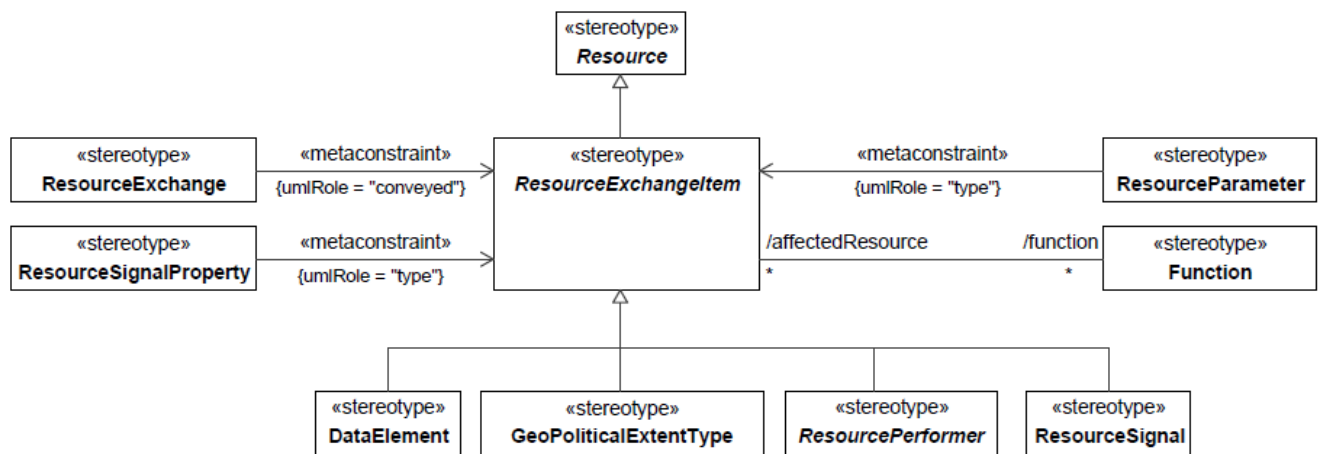 «stereotype»
Resource
«stereotype»
ResourceExchange
«metaconstraint»
{umlRole = "conveyed"}
«stereotype»
ResourceExchangeItem
«metaconstraint»
{umlRole = "type"}
«stereotype»
ResourceParameter
«stereotype»
ResourceSignalProperty
«metaconstraint»
{umlRole = "type"}
/affectedResource
*
/function
*
«stereotype»
Function
«stereotype»
DataElement
«stereotype»
GeoPoliticalExtentType
«stereotype»
ResourcePerformer
«stereotype»
ResourceSignal